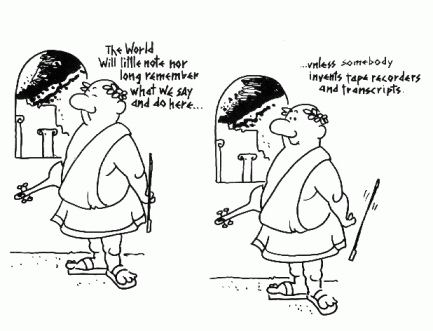 The World
Will little note nor
long remember
what we say
and do here...
...unless somebody
invents tape recorders
and transcripts.